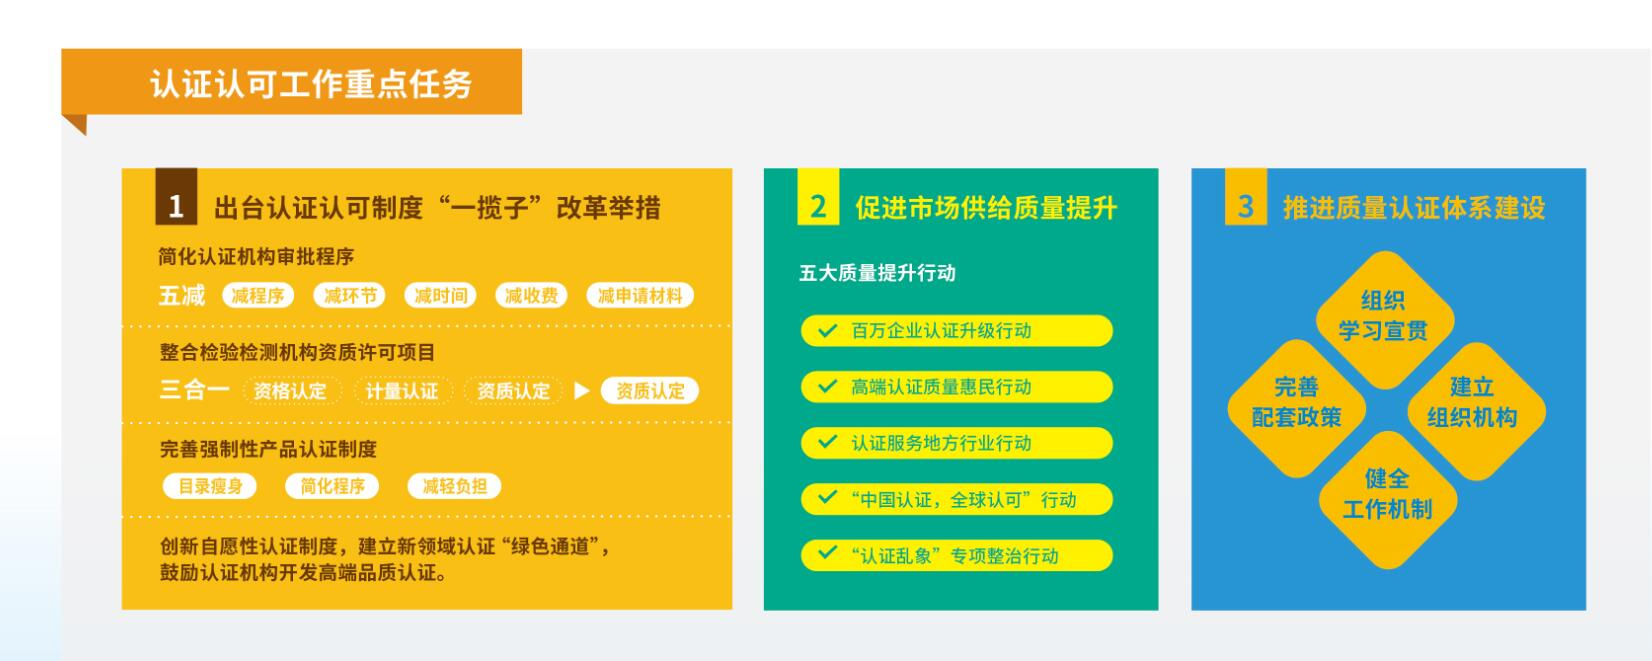 认证认可工作重点任务
1 出台认证认可制度“一揽子”改革举措
简化认证机构审批程序
五减 减程序 减环节 减时间 减收费 减申请材料
整合检验检测机构资质许可项目
三合一 资格认定 计量认证 资质认定 资质认定
完善强制性产品认证制度
目录瘦身 简化程序 减轻负担
创新自愿性认证制度，建立新领域认证“绿色通道”，
鼓励认证机构开发高端品质认证。
2 促进市场供给质量提升
五大质量提升行动
百万企业认证升级行动
高端认证质量惠民行动
认证服务地方行业行动
“中国认证，全球认可”行动
“认证乱象”专项整治行动
3 推进质量认证体系建设
组织
学习宣贯
完善
配套政策
建立
组织机构
健全
工作机制